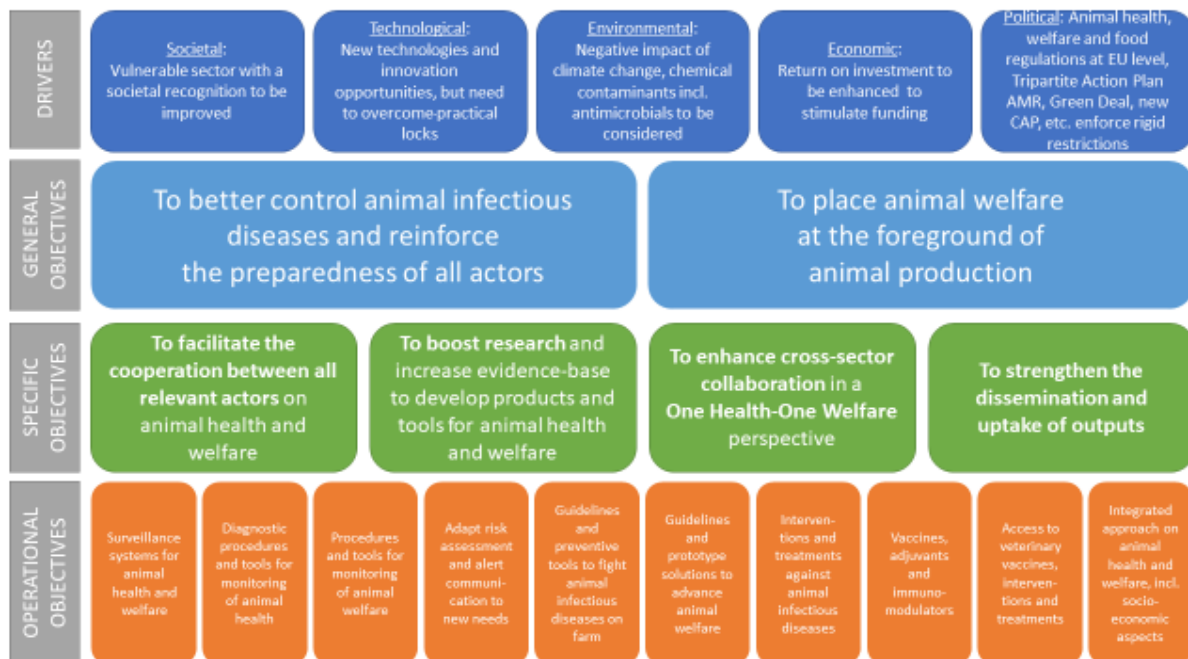 DRIVERS
Societal:
Vulnerable sector with a
societal recognition to be
improved
Technological:
New technologies and
innovation
opportunities, but need
to overcome-practical
locks
Environmental:
Negative impact of
climate change, chemical
contaminants incl.
antimicrobials to be
considered
Economic:
Return on investment to
be enhanced to
stimulate funding
Political: Animal health,
welfare and food
regulations at EU level,
Tripartite Action Plan
AMR, Green Deal, new
CAP, etc. enforce rigid
restrictions
GENERAL
OBJECTIVES
To better control animal infectious
diseases and reinforce
the preparedness of all actors
To place animal welfare
at the foreground of
animal production
SPECIFIC
OBJECTIVES
To facilitate the
cooperation between all
relevant actors on
animal health and
welfare
To boost research and
increase evidence-base
to develop products and
tools for animal health
and welfare
To enhance cross-sector
collaboration in a
One Health-One Welfare
perspective
To strengthen the
dissemination and
uptake of outputs
OPERATIONAL
OBJECTIVES
Surveillance
systems for
animal
health and
welfare
Diagnostic
procedures
and tools for
monitoring
of animal
health
Procedures
and tools for
monitoring
of animal
welfare
Adapt risk
assessment
and alert
communi-
cation to
new needs
Guidelines
and
preventive
tools to fight
animal
infectious
diseases on
farm
Guidelines
and
prototype
solutions to
advance
animal
welfare
Interven-
tions and
treatments
against
animal
infectious
diseases
Vaccines,
adjuvants
and
immuno-
modulators
Access to
veterinary
vaccines,
interven-
tions and
treatments
Integrated
approach on
animal
health and
welfare, incl.
socio-
economic
aspects